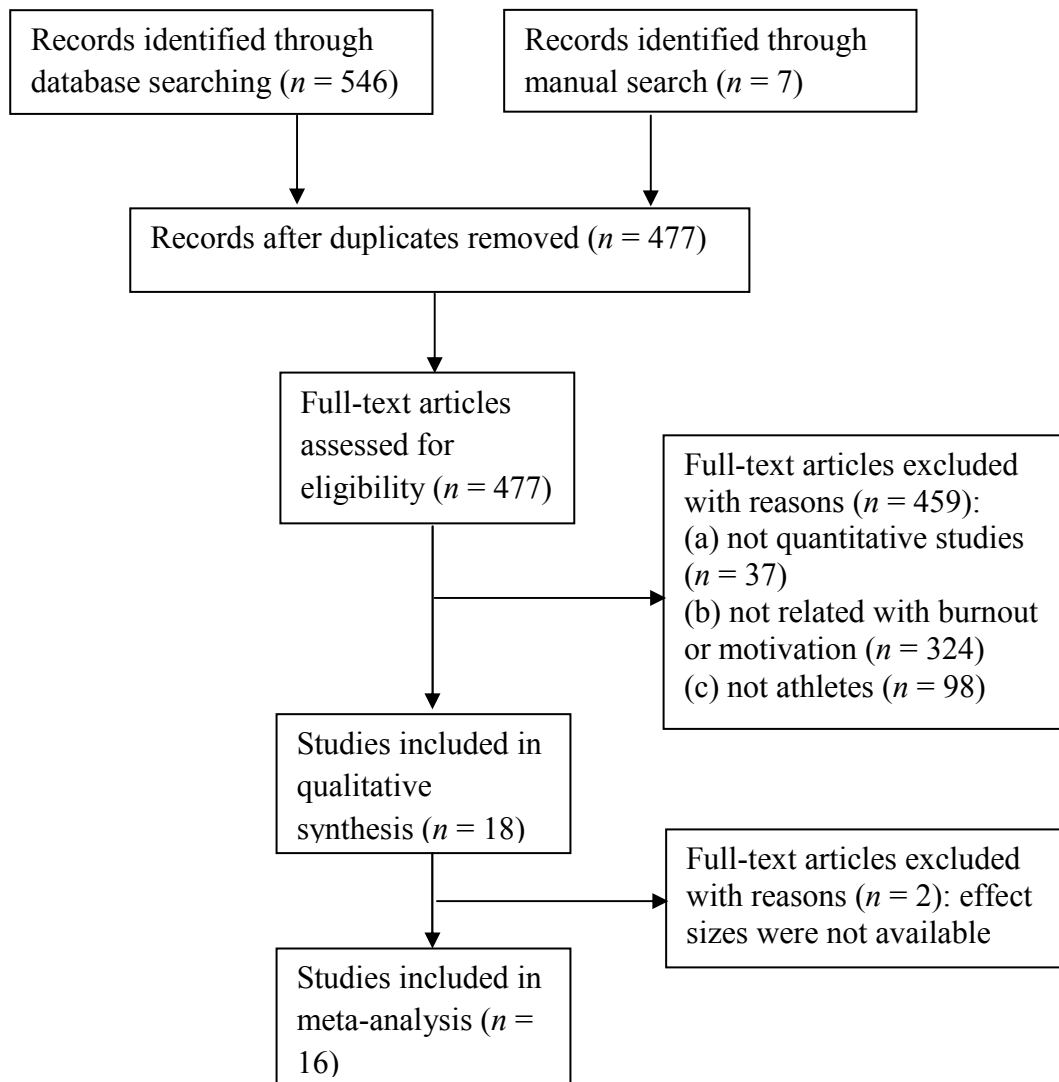 Records identified through
database searching (n = 546)
Records identified through
manual search (n = 7)
Records after duplicates removed (n = 477)
Full-text articles
assessed for
eligibility (n = 477)
Full-text articles excluded
with reasons (n = 459):
(a) not quantitative studies
(n = 37)
(b) not related with burnout
or motivation (n = 324)
(c) not athletes (n = 98)
Studies included in
qualitative
synthesis (n = 18)
Full-text articles excluded
with reasons (n = 2): effect
sizes were not available
Studies included in
meta-analysis (n =
16)